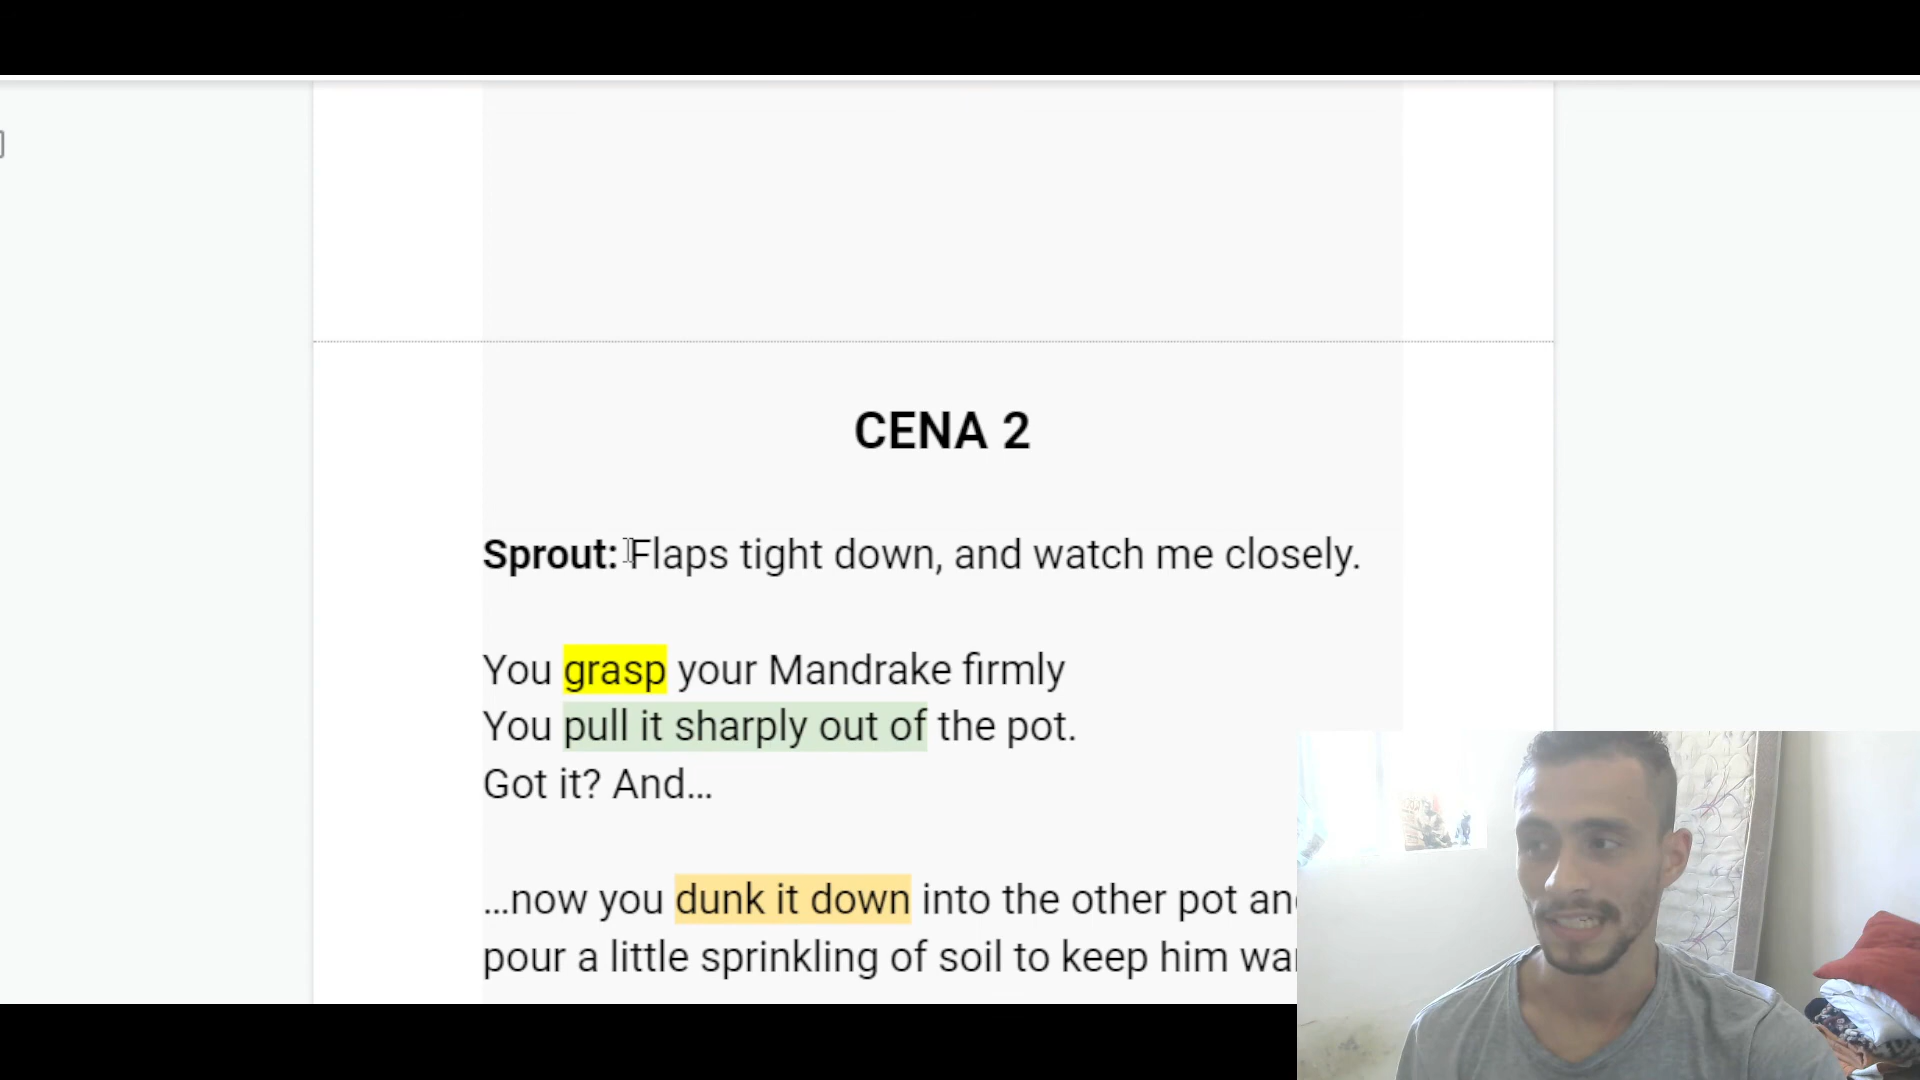 CENA 2
Sprout: Flaps tight down, and watch me closely.
You grasp your Mandrake firmly
You pull it sharply out of the pot.
Got it? And…
…now you dunk it down into the other pot
pour a little sprinkling of soil to keep him